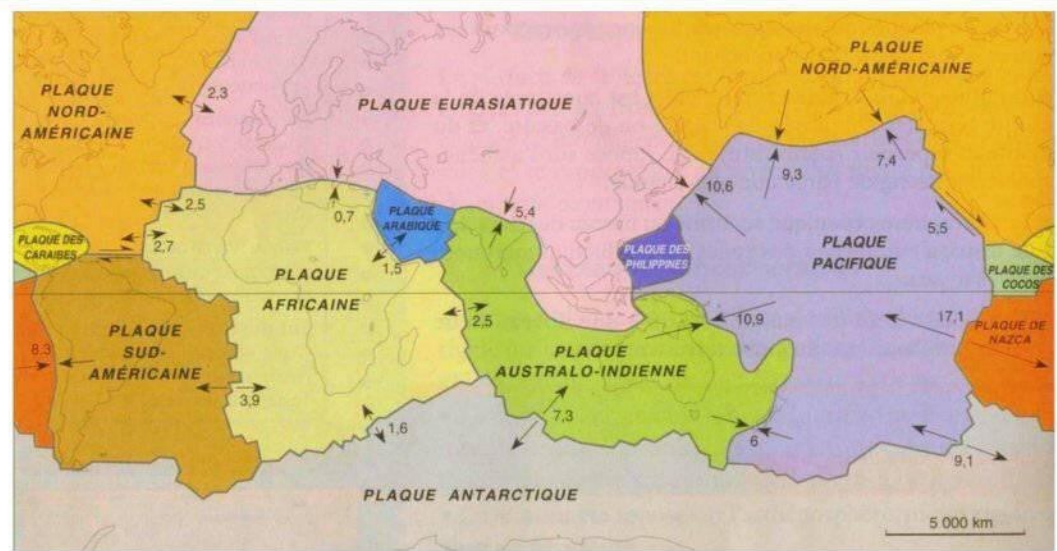 PLAQUE
NORD-
AMÉRICAINE
2,3
PLAQUE EURASIATIQUE
PLAQUE
NORD-AMÉRICAINE
9,3
7,4
10,6
2,5
0,7
PLAQUE
ARABIQUE
5,4
5,5
PLAQUE DES
CARAIBES
2,7
1,5
PLAQUE
AFRICAINE
PLAQUE DES
PHILIPPINES
PLAQUE
PACIFIQUE
PLAQUE DES
COCOS
2,5
10,9
17,1
PLAQUE DE
NAZCA
8.3
PLAQUE
SUD-
AMÉRICAINE
PLAQUE
AUSTRALO-INDIENNE
3,9
1,6
7,3
6
9,1
PLAQUE ANTARCTIQUE
5 000 km